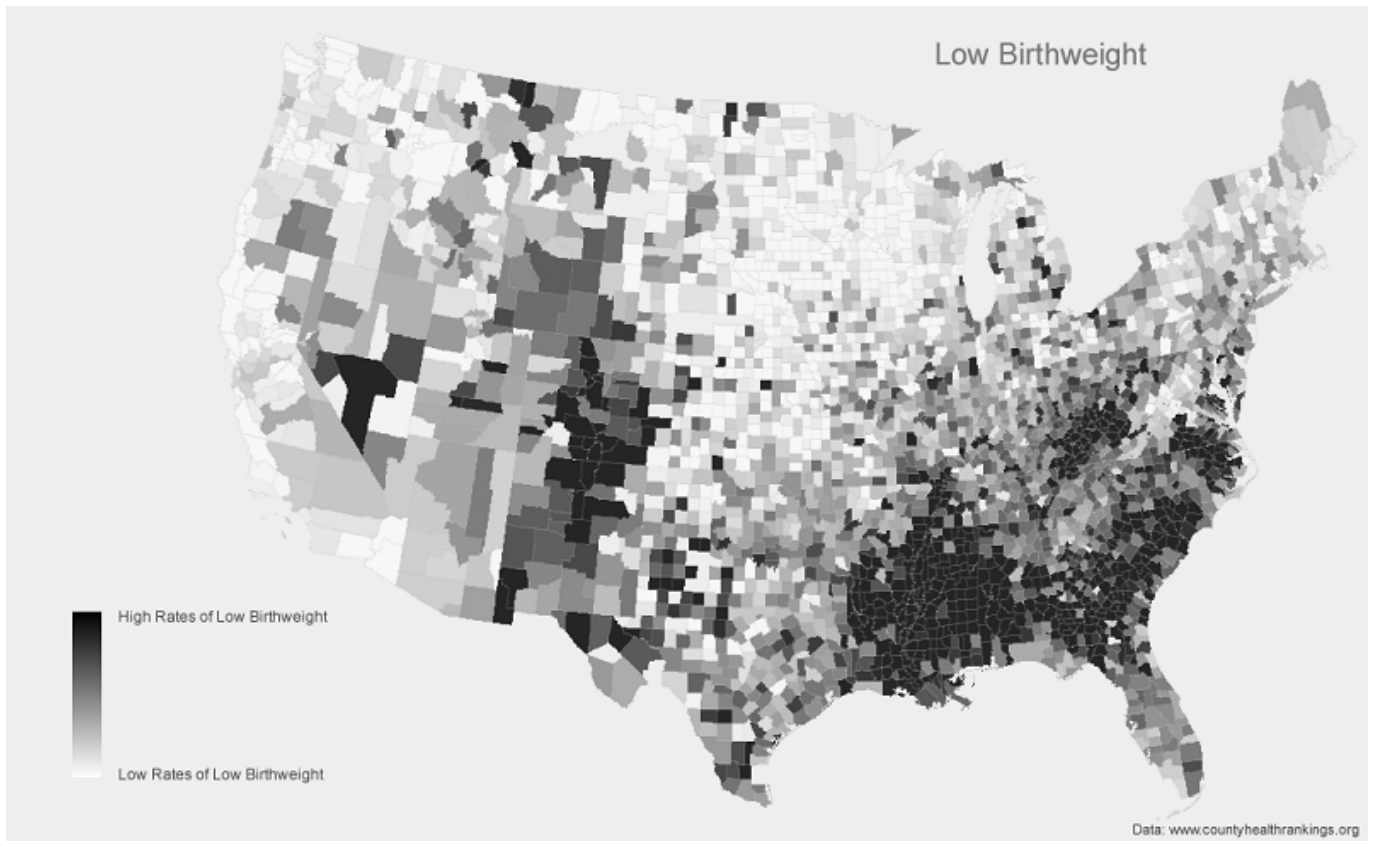 Low Birthweight
High Rates of Low Birthweight
Low Rates of Low Birthweight
Data: www.countyhealthrankings.org